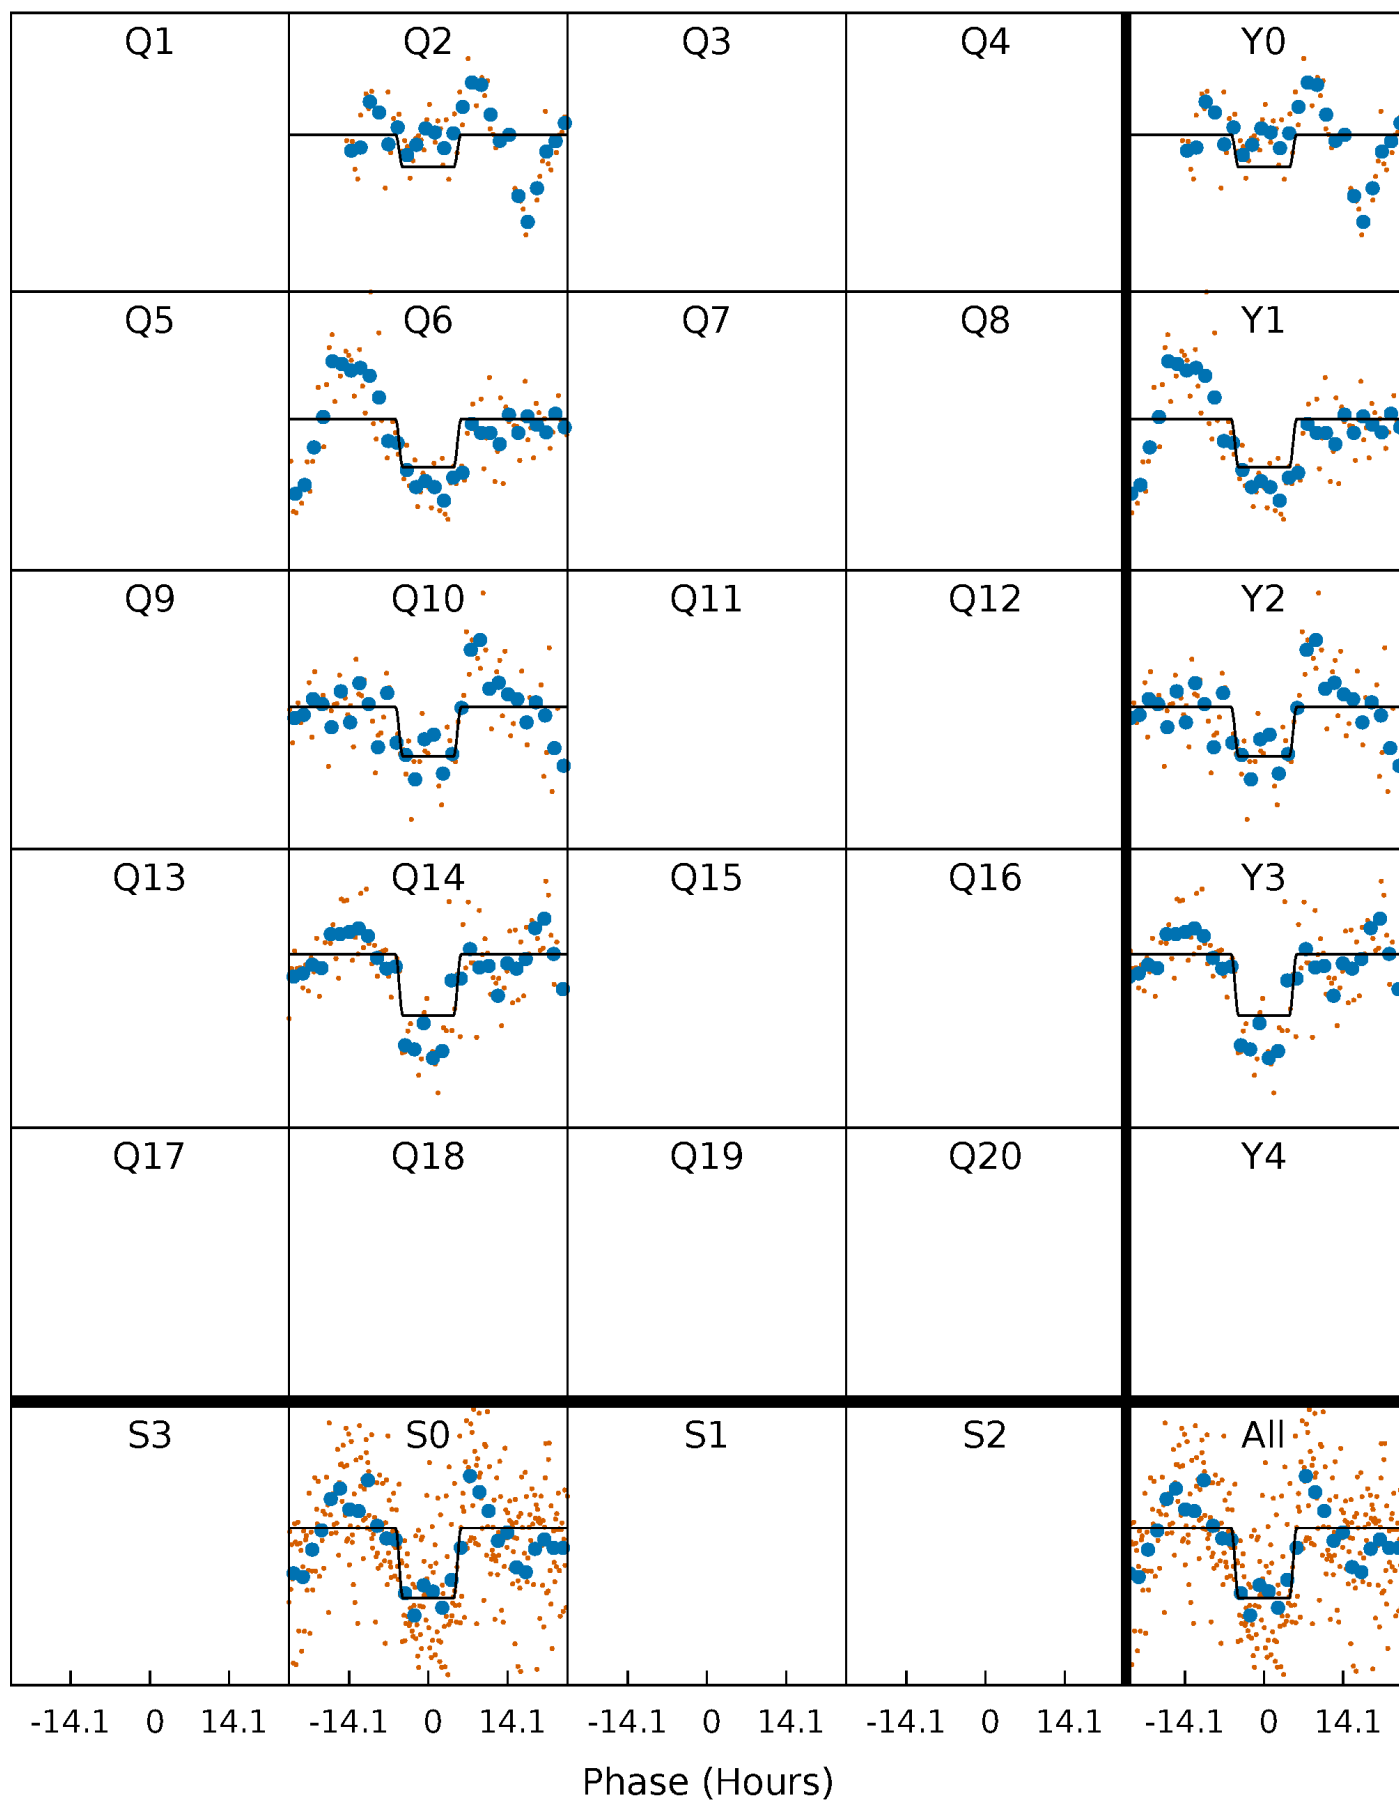 Q1 Q2 Q3 Q4 Y0
Q5 Q6 Q7 Q8 Y1
Q9 Q10 Q11 Q12 Y2
Q13 Q14 Q15 Q16 Y3
Q17 Q18 Q19 Q20 Y4
S3 S0 S1 S2 All
-14.1 0 14.1 -14.1 0 14.1 -14.1 0 14.1 -14.1 0 14.1 -14.1 0 14.1
Phase (Hours)